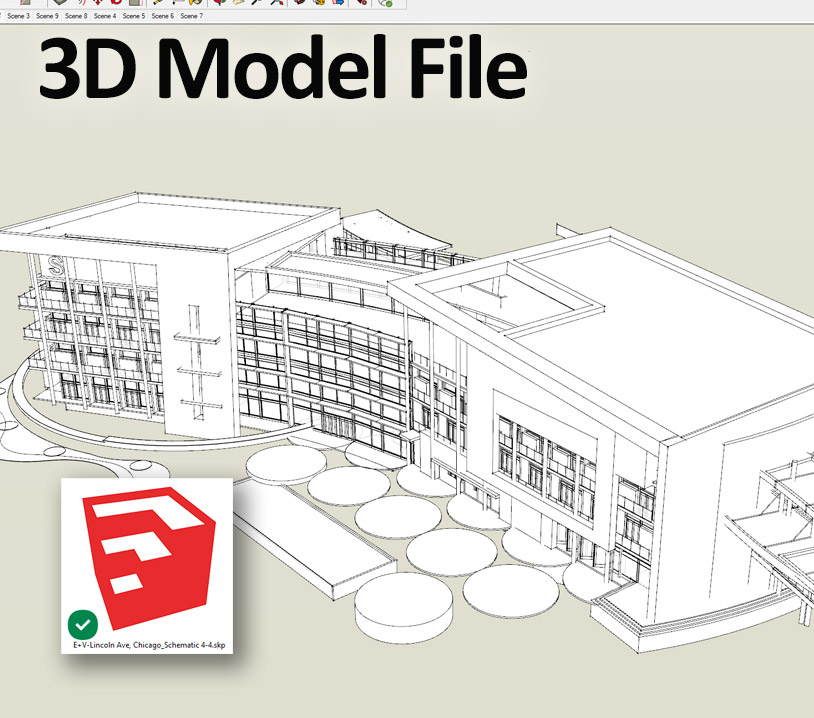 Scene 3 Scene 9 Scene 8 Scene 4 Scene 5 Scene 6 Scene 7
3D Model File
S
E+V-Lincoln Ave, Chicago_Schematic 4-4.skp